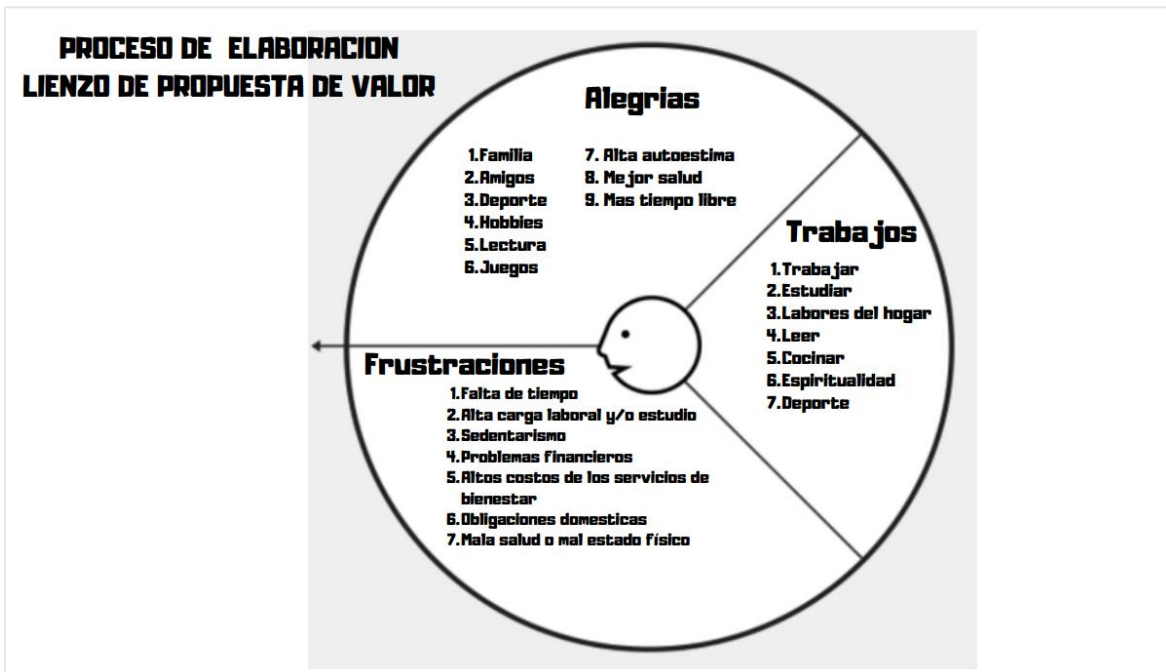 PROCESO DE ELABORACION
LIENZO DE PROPUESTA DE VALOR
Alegrias
1.Familia
2.Amigos
3.Deporte
4.Hobbies
5.Lectura
6.Juegos
7. Alta autoestima
8. Mejor salud
9. Mas tiempo libre
Trabajos
1.Trabajar
2.Estudiar
3.Labores del hogar
4.Leer
5.Cocinar
6.Espiritualidad
7.Deporte
Frustraciones
1.Falta de tiempo
2.Alta carga laboral y/o estudio
3.Sedentarismo
4.Problemas financieros
5.Altos costos de los servicios de
bienestar
6.Obligaciones domesticas
7.Mala salud o mal estado físico